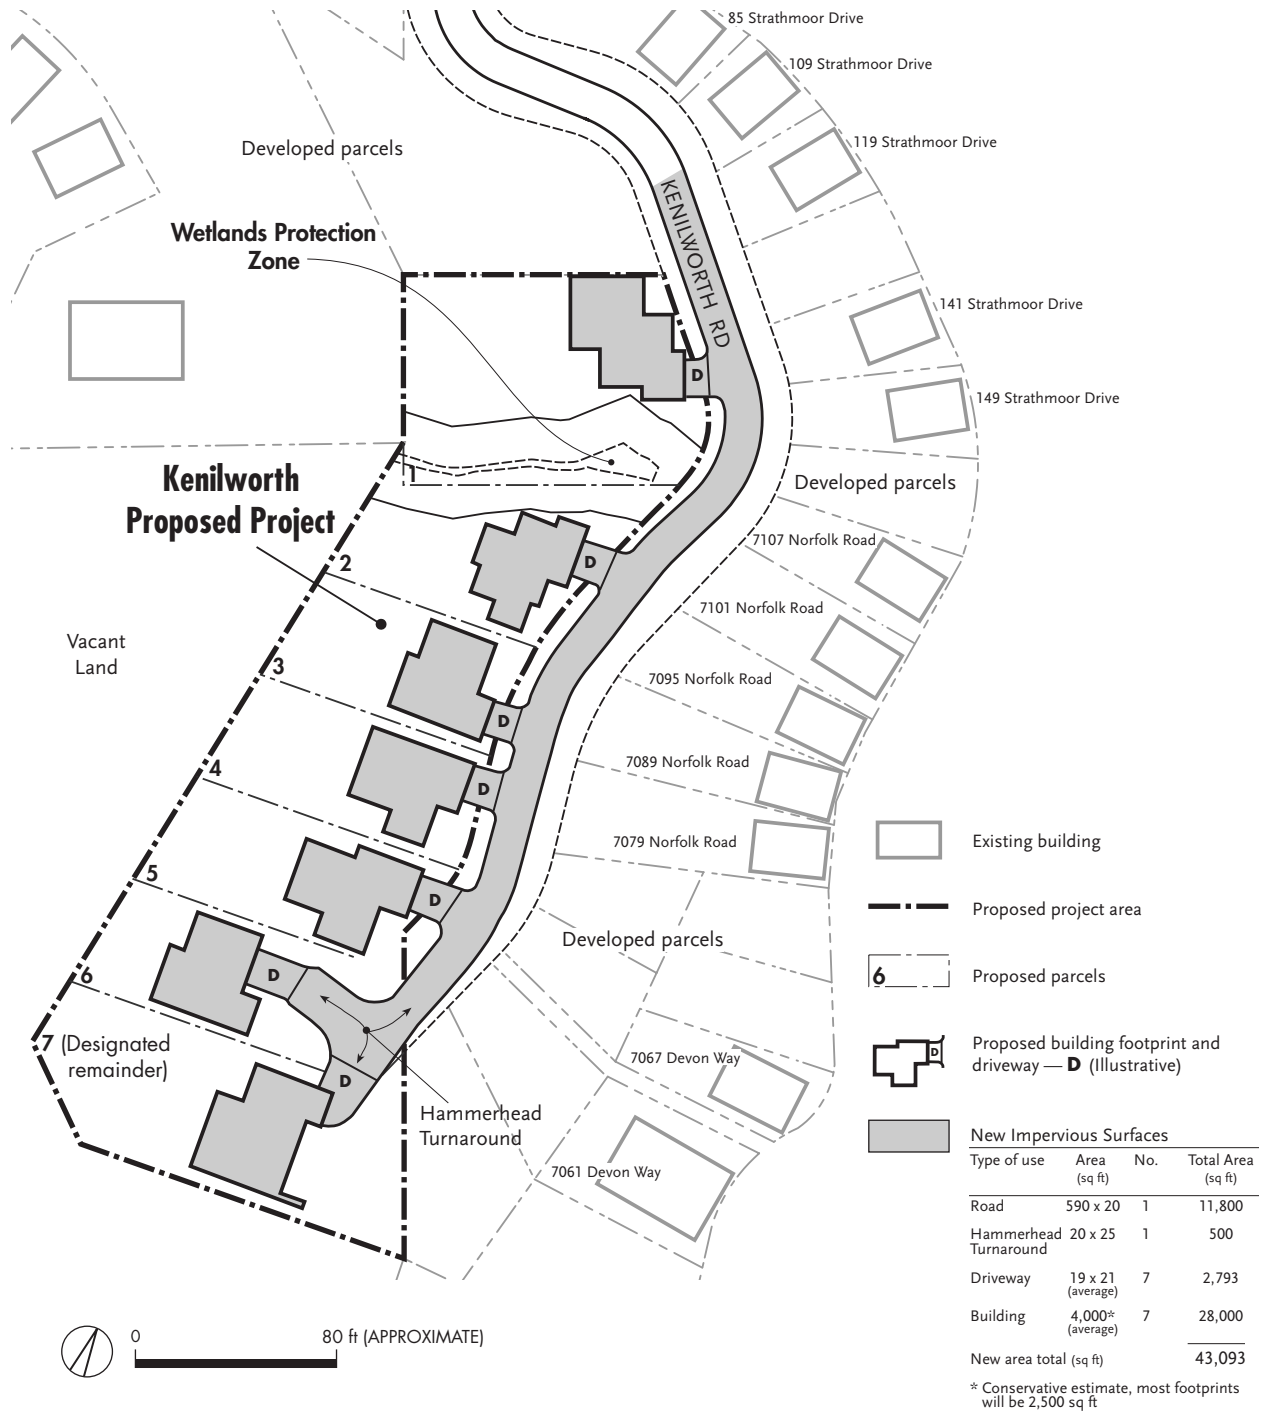 85 Strathmoor Drive
109 Strathmoor Drive
119 Strathmoor Drive
Developed parcels
Wetlands Protection
Zone
KENILWORTH RD
141 Strathmoor Drive
149 Strathmoor Drive
D
1
Kenilworth
Proposed Project
Developed parcels
7107 Norfolk Road
D
2
7101 Norfolk Road
Vacant
Land
3
7095 Norfolk Road
D
4
7089 Norfolk Road
D
7079 Norfolk Road
5
D
Developed parcels
6
D
7 (Designated
remainder)
D
7067 Devon Way
Hammerhead
Turnaround
7061 Devon Way
Existing building
Proposed project area
6 Proposed parcels
D
Proposed building footprint and
driveway — D (Illustrative)
New Impervious Surfaces
Type of use Area No. Total Area
(sq ft) (sq ft)
Road 590 x 20 1 11,800
Hammerhead 20 x 25 1 500
Turnaround
Driveway 19 x 21 7 2,793
(average)
Building 4,000* 7 28,000
(average)
New area total (sq ft) 43,093
* Conservative estimate, most footprints
will be 2,500 sq ft
0 80 ft (APPROXIMATE)